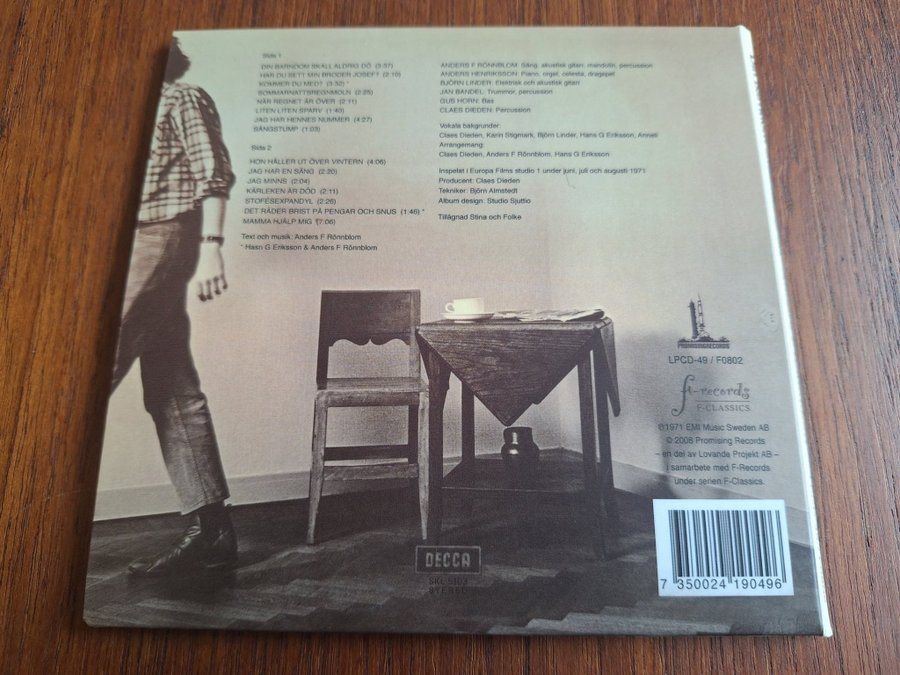 Side 1
DIN BARNDOM SKALL ALDRIG DÖ (3:37)
HAR DU SETT MIN BRODER JOSEF? (2:10)
KOMMER DU MED? (3:32) *
SOMMARNATTSREGNMOLN (2:25)
NÄR REGNET ÄR ÖVER (2:11)
LITEN LITEN SPARV (1:40)
JAG HAR HENNES NUMMER (4:27)
SÅNGSTUMP (1:03)
Sida 2
HON HÅLLER UT ÖVER VINTERN (4:06)
JAG HAR EN SÅNG (2:20)
JAG MINNS (2:04)
KÄRLEKEN ÄR DÖD (2:11)
STOFÉSEXPANDYL (2:26)
DET RÅDER BRIST PÅ PENGAR OCH SNUS (1:46) *
MAMMA HJÄLP MIG (7:06)
Text och musik: Anders F Rönnblom
* Hasn G Eriksson & Anders F Rönnblom
ANDERS F RÖNNBLOM: Sång, akustisk gitarr, mandolin, percussion
ANDERS HENRIKSSON: Piano, orgel, celesta, dragspel
BJÖRN LINDER: Elektrisk och akustisk gitarr
JAN BANDEL: Trummor, percussion
GUS HORN: Bas
CLAES DIEDEN: Percussion
Vokala bakgrunder:
Claes Dieden, Karin Stigmark, Björn Linder, Hans G Eriksson, Anneli
Arrangemang:
Claes Dieden, Anders F Rönnblom, Hans G Eriksson
Inspelat i Europa Films studio 1 under juni, juli och augusti 1971
Producent: Claes Dieden
Tekniker: Björn Almstedt
Album design: Studio Sjuttio
Tillägnad Stina och Folke
PROMISING RECORDS
LPCD-49 / F0802
f-records
F-CLASSICS
℗1971 EMI Music Sweden AB
© 2008 Promising Records
– en del av Lovande Projekt AB –
i samarbete med F-Records
under serien F-Classics.
DECCA
SKL 5103
STEREO
7 350024 190496